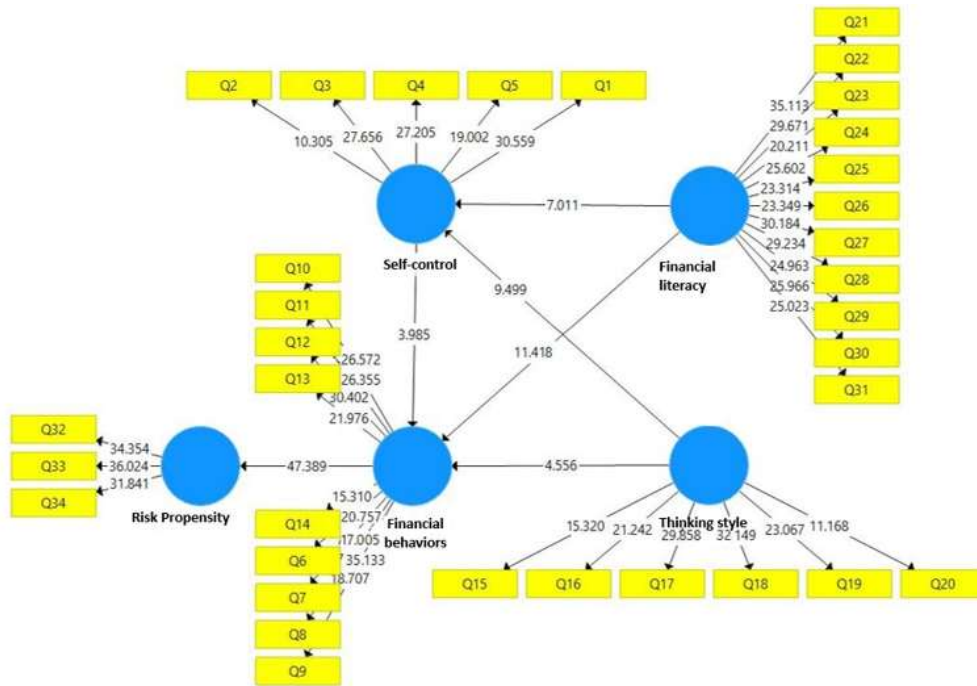 Q21
Q22
Q23
Q24
Q25
Q26
Q27
Q28
Q29
Q30
Q31
35.113
29.671
20.211
25.602
23.314
23.349
30.184
29.234
24.963
25.966
25.023
Q2 Q3 Q4 Q5 Q1
10.305 27.656 27.205 19.002 30.559
7.011
Self-control
Financial
literacy
9.499
3.985
11.418
Q10
Q11
Q12
Q13
26.572
26.355
30.402
21.976
Q32
Q33
Q34
34.354
36.024
31.841
47.389
4.556
Risk Propensity
Financial
behaviors
Thinking style
15.310
20.757
17.005
35.133
18.707
Q14
Q6
Q7
Q8
Q9
15.320 21.242 29.858 32.149 23.067 11.168
Q15 Q16 Q17 Q18 Q19 Q20